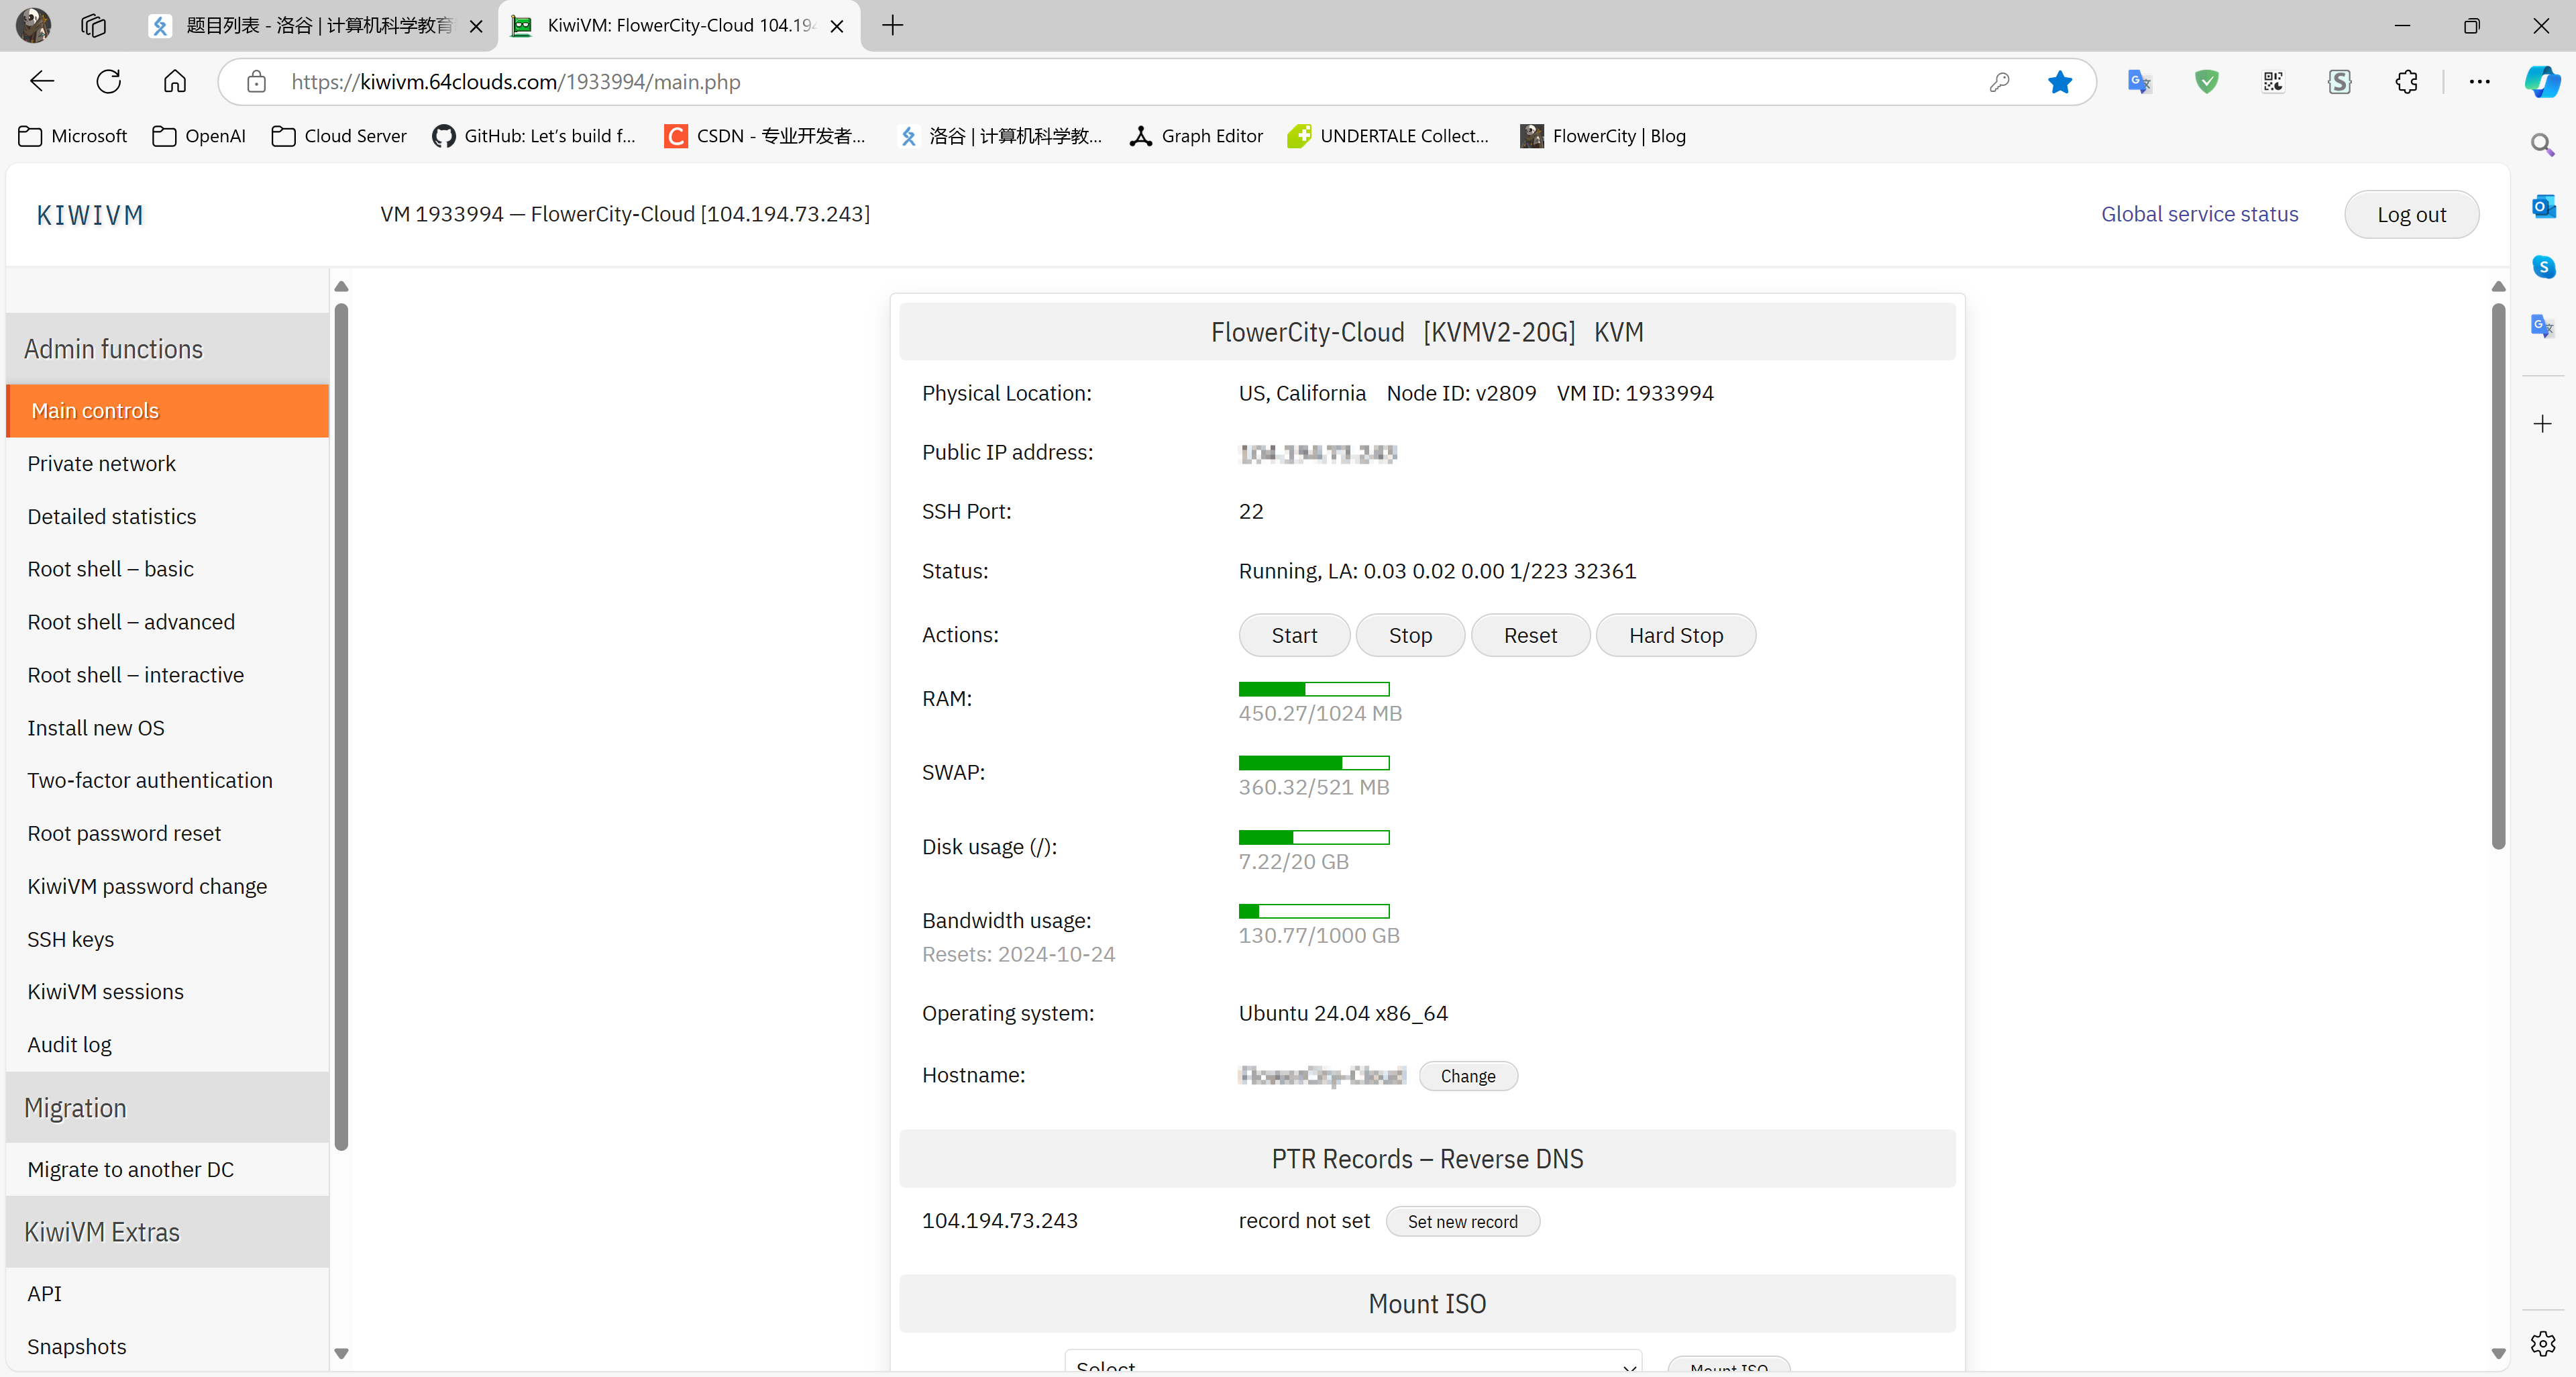 题目列表 - 洛谷 | 计算机科学教育
KiwiVM: FlowerCity-Cloud 104.194
https://kiwivm.64clouds.com/1933994/main.php
Microsoft
OpenAI
Cloud Server
GitHub: Let's build f...
CSDN - 专业开发者...
洛谷 | 计算机科学教...
Graph Editor
UNDERTALE Collect...
FlowerCity | Blog
KIWIVM
VM 1933994 — FlowerCity-Cloud [104.194.73.243]
Global service status
Log out
Admin functions
Main controls
Private network
Detailed statistics
Root shell – basic
Root shell – advanced
Root shell – interactive
Install new OS
Two-factor authentication
Root password reset
KiwiVM password change
SSH keys
KiwiVM sessions
Audit log
Migration
Migrate to another DC
KiwiVM Extras
API
Snapshots
FlowerCity-Cloud [KVMV2-20G] KVM
Physical Location: US, California Node ID: v2809 VM ID: 1933994
Public IP address:
SSH Port: 22
Status: Running, LA: 0.03 0.02 0.00 1/223 32361
Actions: Start Stop Reset Hard Stop
RAM:
450.27/1024 MB
SWAP:
360.32/521 MB
Disk usage (/):
7.22/20 GB
Bandwidth usage:
130.77/1000 GB
Resets: 2024-10-24
Operating system: Ubuntu 24.04 x86_64
Hostname: Change
PTR Records – Reverse DNS
104.194.73.243 record not set Set new record
Mount ISO
Select
Mount ISO